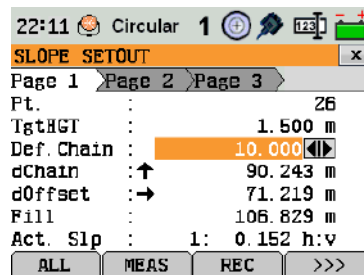 22:11 Circular 1 123
SLOPE SETOUT x
Page 1 Page 2 Page 3
Pt. : 26
TgtHGT : 1.500 m
Def.Chain : 10.000
dChain : 90.243 m
dOffset : 71.219 m
Fill : 106.829 m
Act. Slp : 1: 0.152 h:v
ALL MEAS REC >>>